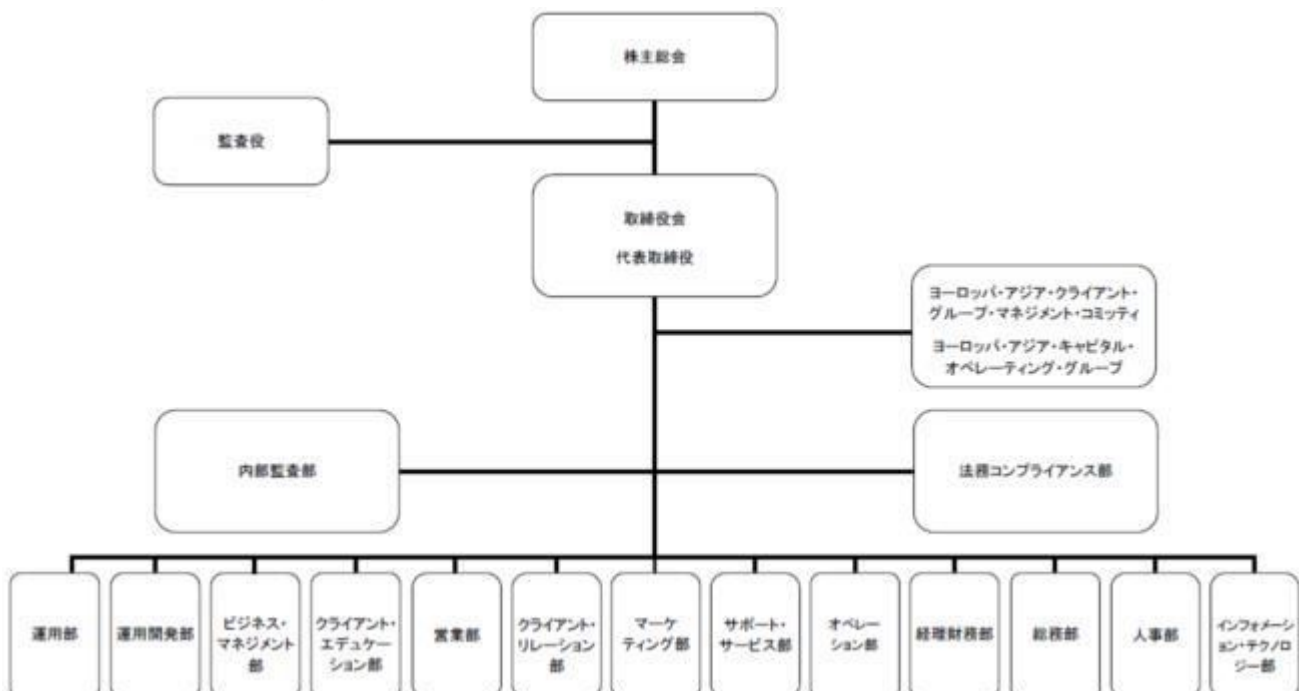 株主総会
監査役
取締役会
代表取締役
ヨーロッパ・アジア・クライアント・
グループ・マネジメント・コミッティ
ヨーロッパ・アジア・キャピタル・
オペレーティング・グループ
内部監査部
法務コンプライアンス部
運用部
運用開発部
ビジネス・
マネジメント
部
クライアント・
エデュケー
ション部
営業部
クライアント・
リレーション
部
マーケ
ティング部
サポート・
サービス部
オペレー
ション部
経理財務部
総務部
人事部
インフォメーシ
ョン・テクノロ
ジー部